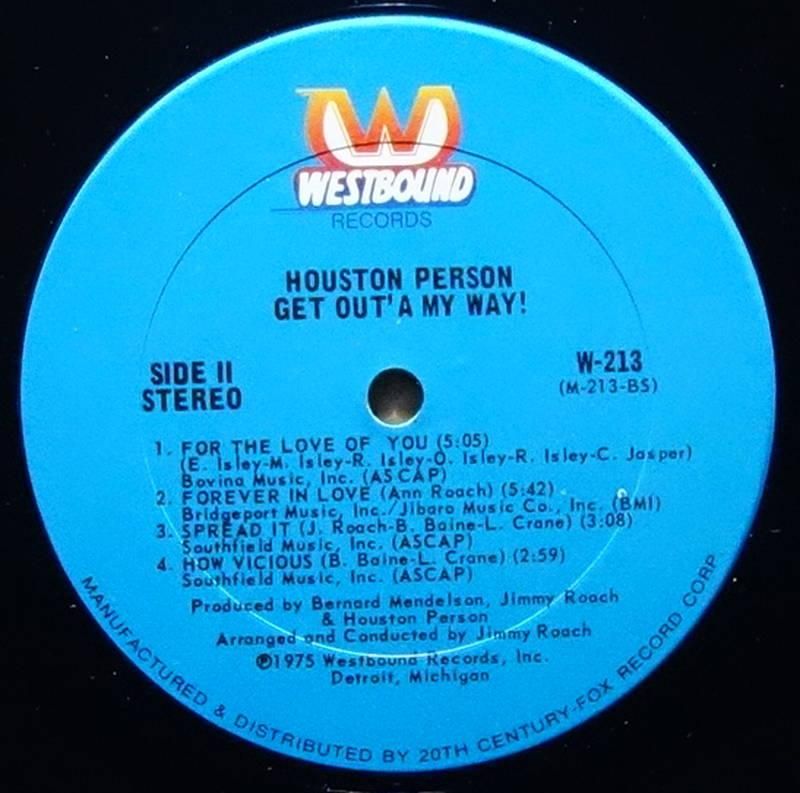 W
WESTBOUND
RECORDS
HOUSTON PERSON
GET OUT'A MY WAY!
SIDE II
STEREO
W-213
(M-213-BS)
1. FOR THE LOVE OF YOU (5:05)
(E. Isley-M. Isley-R. Isley-O. Isley-R. Isley-C. Jasper)
Bovina Music, Inc. (ASCAP)
2. FOREVER IN LOVE (Ann Roach) (5:42)
Bridgeport Music, Inc./Jibaro Music Co., Inc. (BMI)
3. SPREAD IT (J. Roach-B. Baine-L. Crane) (3:08)
Southfield Music, Inc. (ASCAP)
4. HOW VICIOUS (B. Baine-L. Crane) (2:59)
Southfield Music, Inc. (ASCAP)
Produced by Bernard Mendelson, Jimmy Roach
& Houston Person
Arranged and Conducted by Jimmy Roach
℗1975 Westbound Records, Inc.
Detroit, Michigan
MANUFACTURED & DISTRIBUTED BY 20TH CENTURY-FOX RECORD CORP